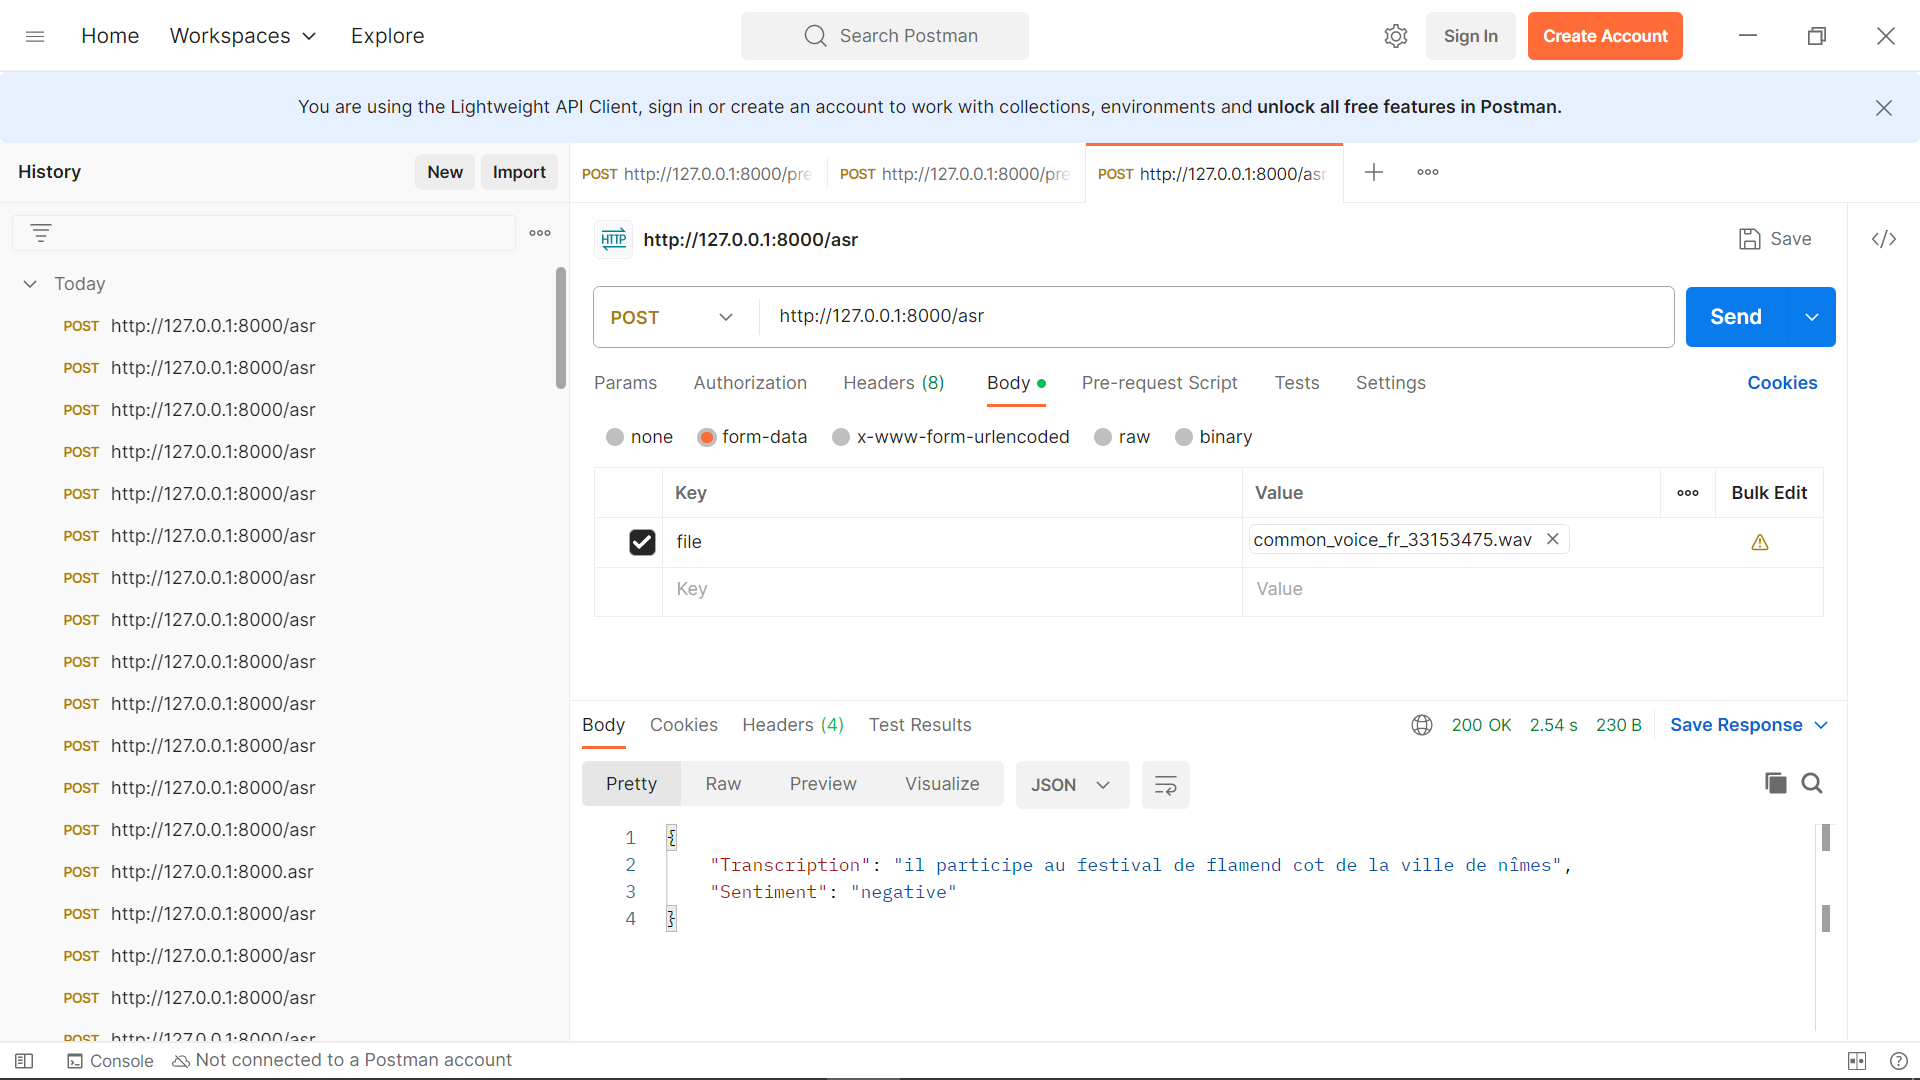 Home Workspaces Explore Search Postman Sign In Create Account
You are using the Lightweight API Client, sign in or create an account to work with collections, environments and unlock all free features in Postman.
History New Import
Today
POST http://127.0.0.1:8000/asr
POST http://127.0.0.1:8000/asr
POST http://127.0.0.1:8000/asr
POST http://127.0.0.1:8000/asr
POST http://127.0.0.1:8000/asr
POST http://127.0.0.1:8000/asr
POST http://127.0.0.1:8000/asr
POST http://127.0.0.1:8000/asr
POST http://127.0.0.1:8000/asr
POST http://127.0.0.1:8000/asr
POST http://127.0.0.1:8000/asr
POST http://127.0.0.1:8000/asr
POST http://127.0.0.1:8000/asr
POST http://127.0.0.1:8000.asr
POST http://127.0.0.1:8000/asr
POST http://127.0.0.1:8000/asr
POST http://127.0.0.1:8000/asr
POST http://127.0.0.1:8000/asr
POST http://127.0.0.1:8000/pre POST http://127.0.0.1:8000/pre POST http://127.0.0.1:8000/asr
HTTP http://127.0.0.1:8000/asr Save </>
POST http://127.0.0.1:8000/asr Send
Params Authorization Headers (8) Body Pre-request Script Tests Settings Cookies
none form-data x-www-form-urlencoded raw binary
Key Value Bulk Edit
file common_voice_fr_33153475.wav
Key Value
Body Cookies Headers (4) Test Results 200 OK 2.54 s 230 B Save Response
Pretty Raw Preview Visualize JSON
1 {
2 "Transcription": "il participe au festival de flamend cot de la ville de nîmes",
3 "Sentiment": "negative"
4 }
Console Not connected to a Postman account